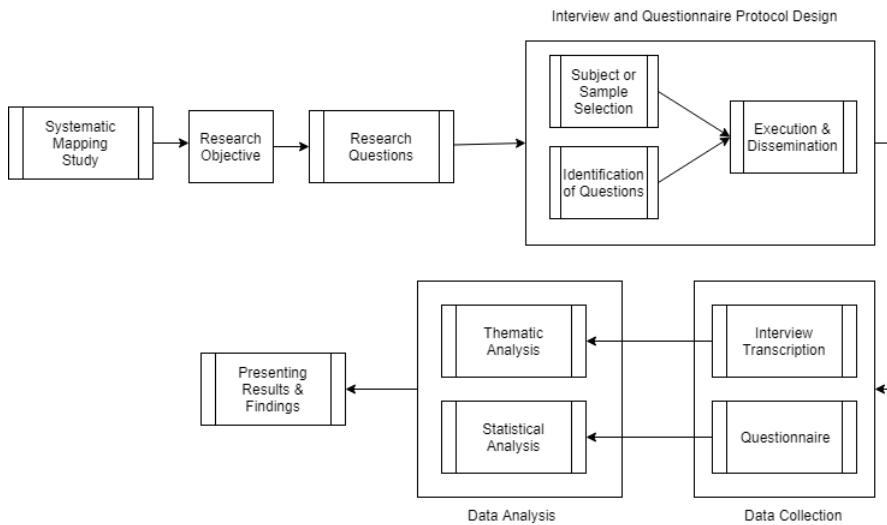 Interview and Questionnaire Protocol Design
Systematic
Mapping
Study
Research
Objective
Research
Questions
Subject or
Sample
Selection
Identification
of Questions
Execution &
Dissemination
Thematic
Analysis
Interview
Transcription
Presenting
Results &
Findings
Statistical
Analysis
Questionnaire
Data Analysis
Data Collection